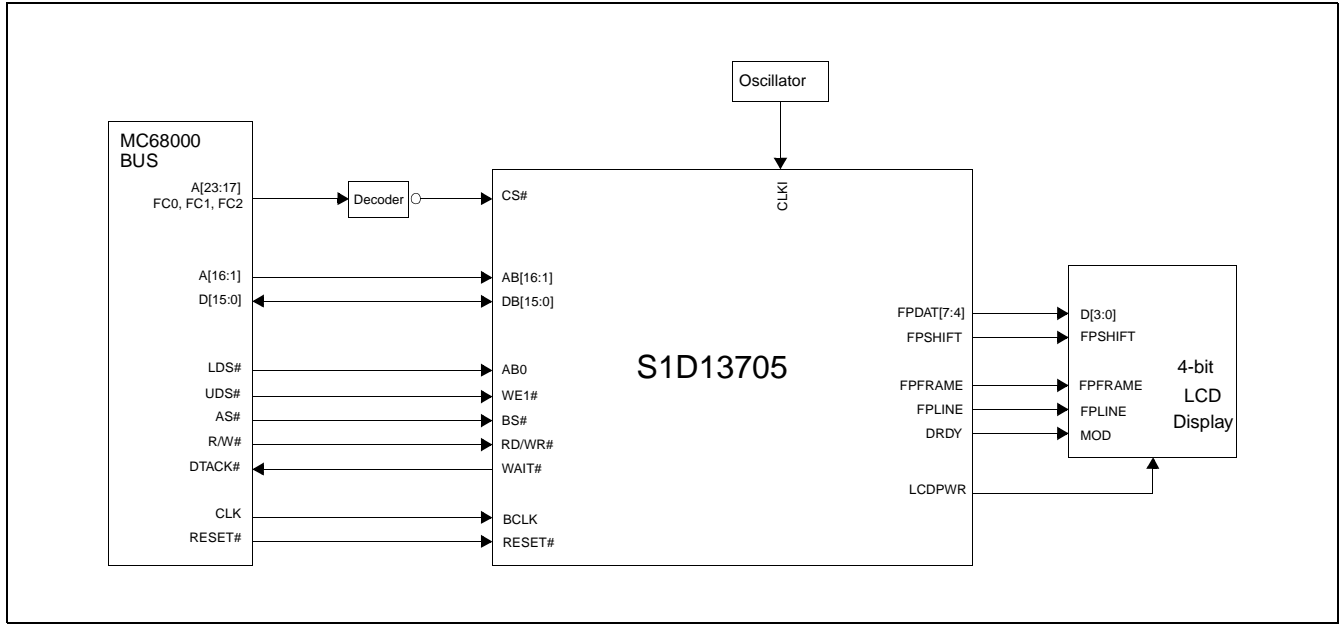 Oscillator
MC68000
BUS
A[23:17]
FC0, FC1, FC2
Decoder
CS#
CLKI
A[16:1]
AB[16:1]
D[15:0]
DB[15:0]
FPDAT[7:4]
D[3:0]
FPSHIFT
FPSHIFT
S1D13705
4-bit
LCD
Display
LDS#
AB0
UDS#
WE1#
FPFRAME
FPFRAME
AS#
BS#
FPLINE
FPLINE
R/W#
RD/WR#
DRDY
MOD
DTACK#
WAIT#
LCDPWR
CLK
BCLK
RESET#
RESET#